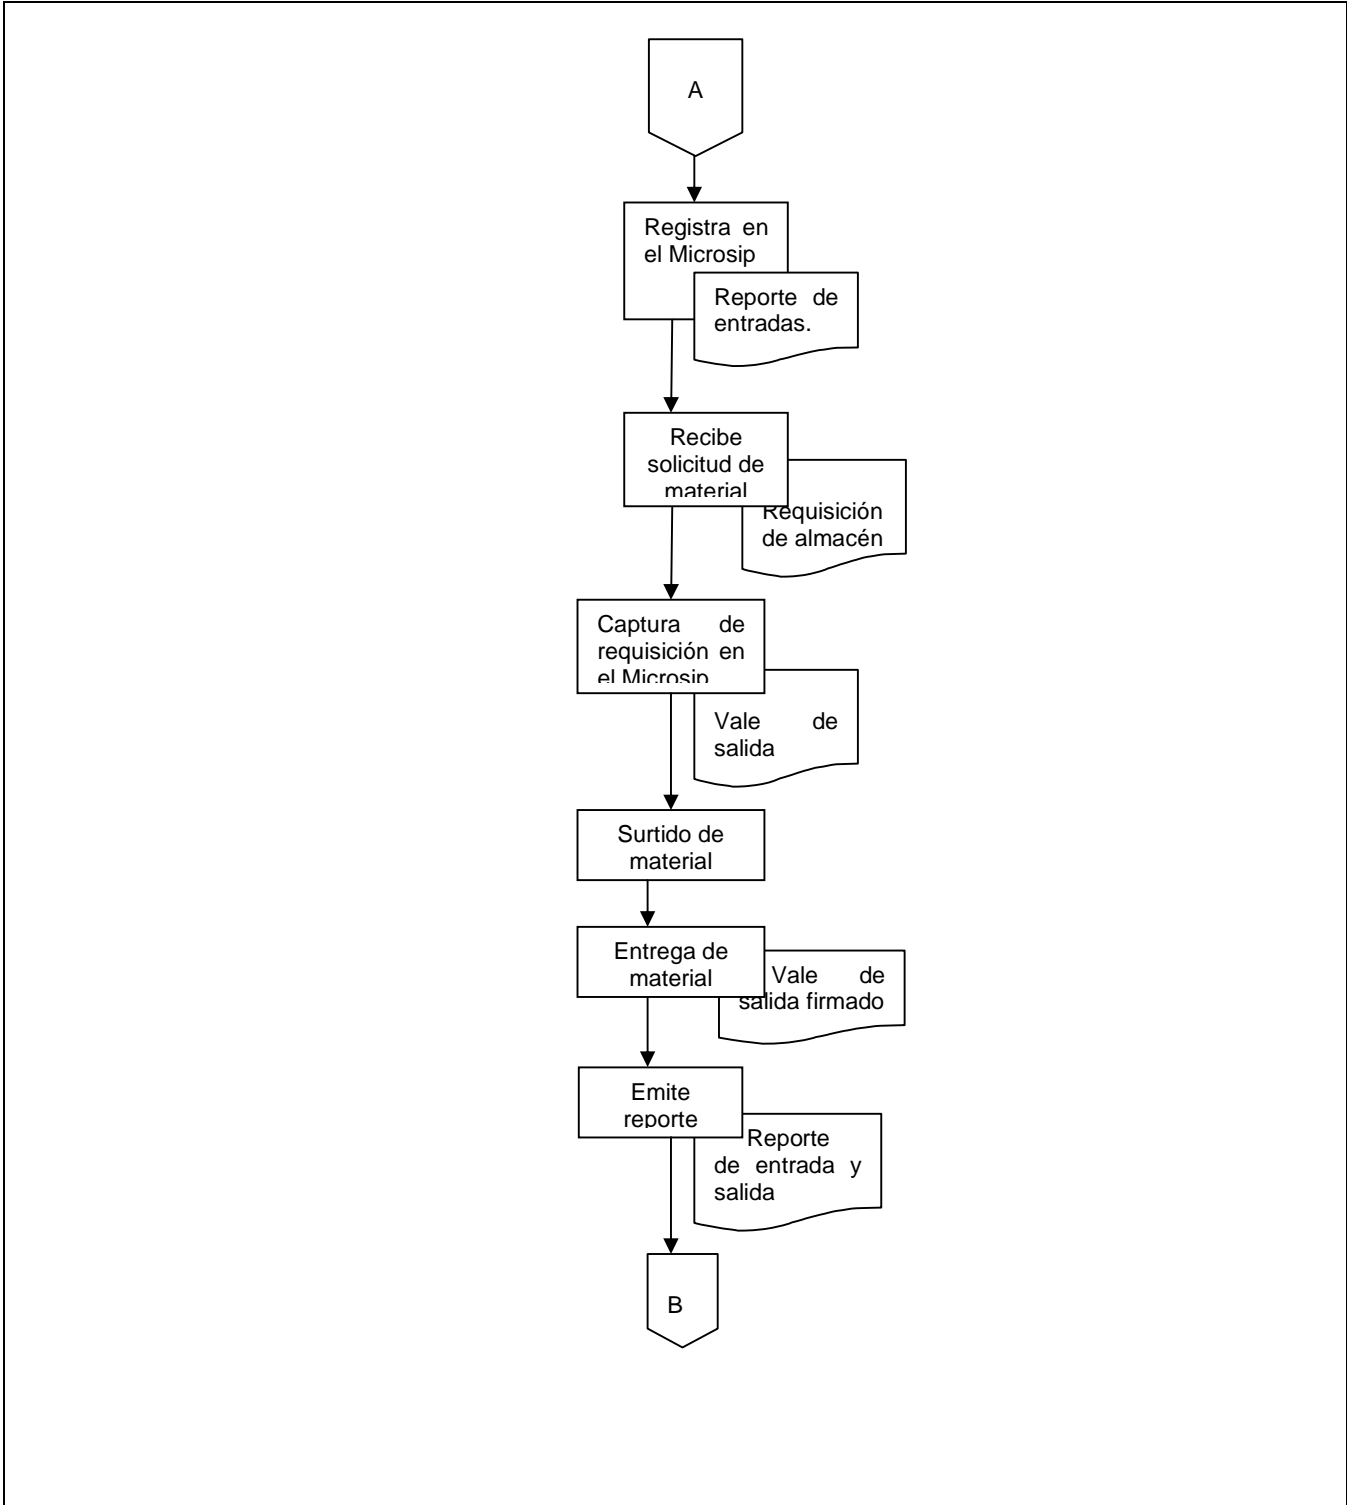 A
Registra en
el Microsip
Reporte de
entradas.
Recibe
solicitud de
material
Requisición
de almacén
Captura de
requisición en
el Microsip
Vale de
salida
Surtido de
material
Entrega de
material
Vale de
salida firmado
Emite
reporte
Reporte
de entrada y
salida
B